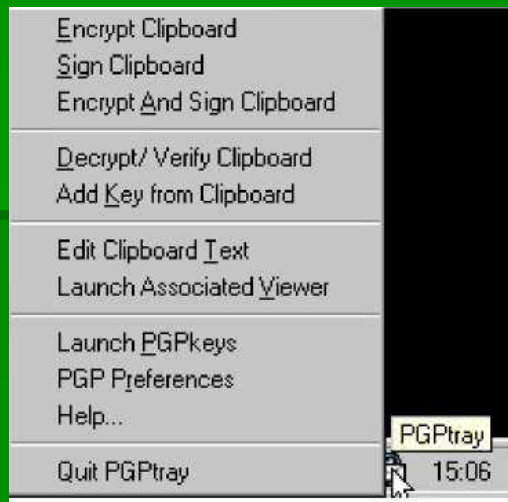 Encrypt Clipboard
Sign Clipboard
Encrypt And Sign Clipboard
Decrypt/ Verify Clipboard
Add Key from Clipboard
Edit Clipboard Text
Launch Associated Viewer
Launch PGPkeys
PGP Preferences
Help...
PGPtray
Quit PGPtray
15:06